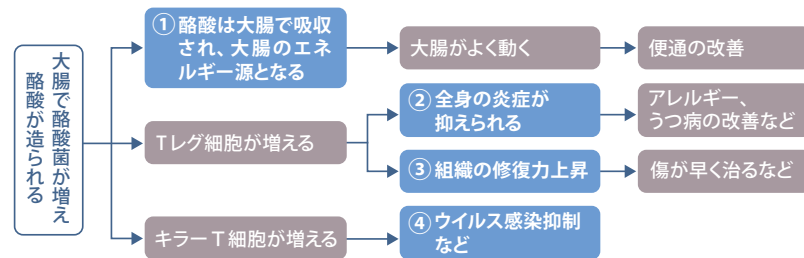 大腸で酪酸菌が増え
酪酸が造られる
①酪酸は大腸で吸収
され、大腸のエネ
ルギー源となる
大腸がよく動く
便通の改善
Tレグ細胞が増える
②全身の炎症が
抑えられる
アレルギー、
うつ病の改善など
③組織の修復力上昇
傷が早く治るなど
キラーT細胞が増える
④ウイルス感染抑制
など